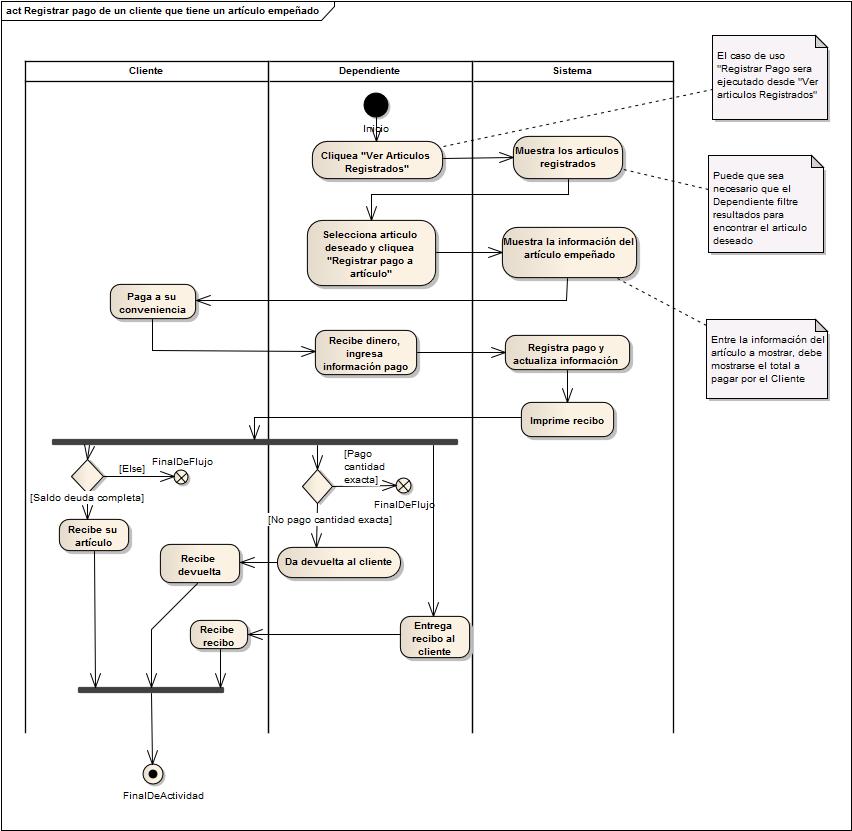 act Registrar pago de un cliente que tiene un artículo empeñado
Cliente
Dependiente
Sistema
El caso de uso
"Registrar Pago sera
ejecutado desde "Ver
articulos Registrados"
Inicio
Cliquea "Ver Articulos
Registrados"
Muestra los articulos
registrados
Puede que sea
necesario que el
Dependiente filtre
resultados para
encontrar el articulo
deseado
Selecciona articulo
deseado y cliquea
"Registrar pago a
artículo"
Muestra la información del
artículo empeñado
Paga a su
conveniencia
Entre la información del
artículo a mostrar, debe
mostrarse el total a
pagar por el Cliente
Recibe dinero,
ingresa
información pago
Registra pago y
actualiza información
Imprime recibo
[Else]
FinalDeFlujo
[Pago
cantidad
exacta]
[Saldo deuda completa]
FinalDeFlujo
[No pago cantidad exacta]
Recibe su
artículo
Recibe
devuelta
Da devuelta al cliente
Recibe
recibo
Entrega
recibo al
cliente
FinalDeActividad